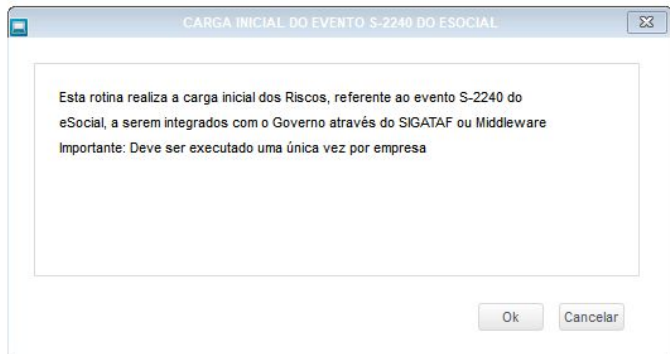 CARGA INICIAL DO EVENTO S-2240 DO ESOCIAL
Esta rotina realiza a carga inicial dos Riscos, referente ao evento S-2240 do
eSocial, a serem integrados com o Governo através do SIGATAF ou Middleware
Importante: Deve ser executado uma única vez por empresa
Ok
Cancelar